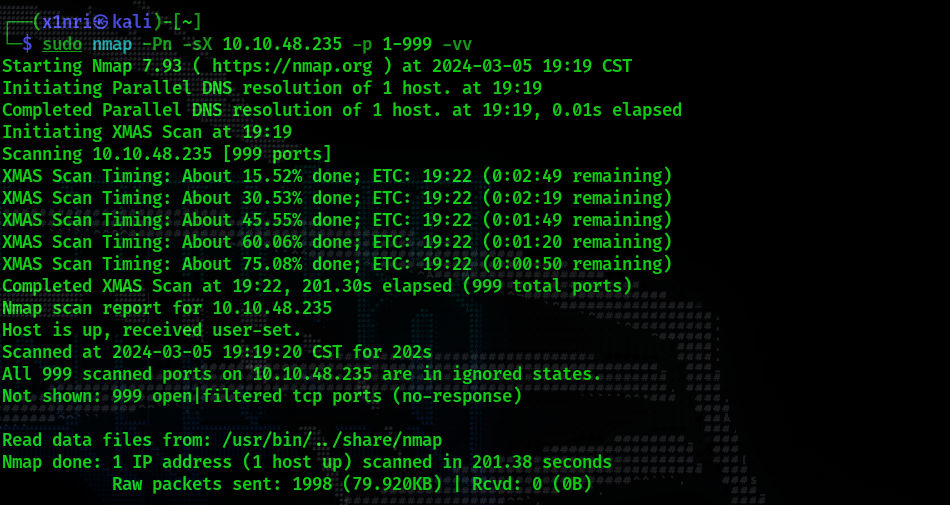 ┌──(x1nri㉿kali)-[~]
└─$ sudo nmap -Pn -sX 10.10.48.235 -p 1-999 -vv
Starting Nmap 7.93 ( https://nmap.org ) at 2024-03-05 19:19 CST
Initiating Parallel DNS resolution of 1 host. at 19:19
Completed Parallel DNS resolution of 1 host. at 19:19, 0.01s elapsed
Initiating XMAS Scan at 19:19
Scanning 10.10.48.235 [999 ports]
XMAS Scan Timing: About 15.52% done; ETC: 19:22 (0:02:49 remaining)
XMAS Scan Timing: About 30.53% done; ETC: 19:22 (0:02:19 remaining)
XMAS Scan Timing: About 45.55% done; ETC: 19:22 (0:01:49 remaining)
XMAS Scan Timing: About 60.06% done; ETC: 19:22 (0:01:20 remaining)
XMAS Scan Timing: About 75.08% done; ETC: 19:22 (0:00:50 remaining)
Completed XMAS Scan at 19:22, 201.30s elapsed (999 total ports)
Nmap scan report for 10.10.48.235
Host is up, received user-set.
Scanned at 2024-03-05 19:19:20 CST for 202s
All 999 scanned ports on 10.10.48.235 are in ignored states.
Not shown: 999 open|filtered tcp ports (no-response)
Read data files from: /usr/bin/../share/nmap
Nmap done: 1 IP address (1 host up) scanned in 201.38 seconds
Raw packets sent: 1998 (79.920KB) | Rcvd: 0 (0B)